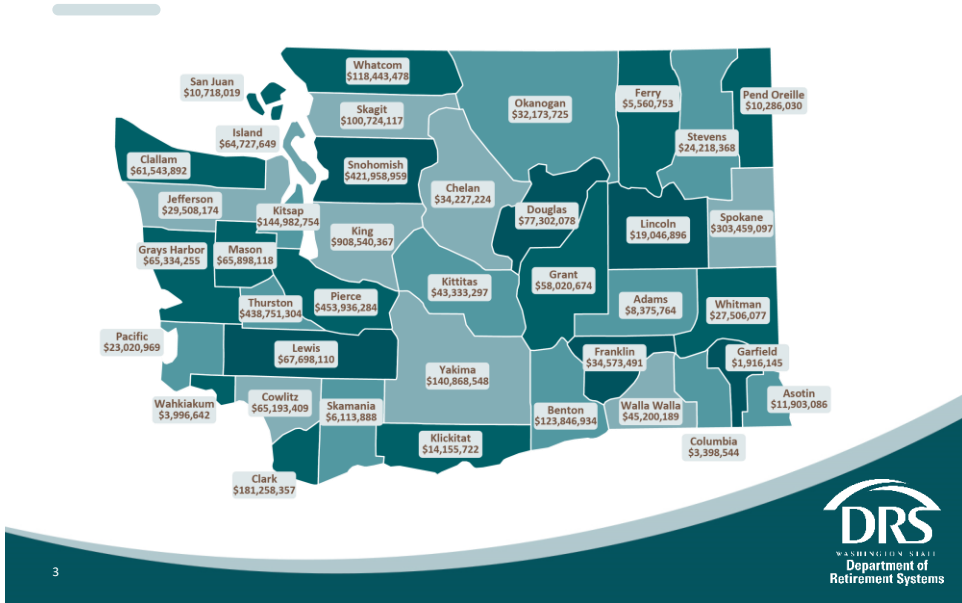 Whatcom
$118,443,478
San Juan
$10,718,019
Skagit
$100,724,117
Okanogan
$32,173,725
Ferry
$5,560,753
Pend Oreille
$10,286,030
Island
$64,727,649
Stevens
$24,218,368
Clallam
$61,543,892
Snohomish
$421,958,959
Chelan
$34,227,224
Jefferson
$29,508,174
Kitsap
$144,982,754
Douglas
$77,302,078
Lincoln
$19,046,896
Spokane
$303,459,097
King
$908,540,367
Grays Harbor
$65,334,255
Mason
$65,898,118
Grant
$58,020,674
Kittitas
$43,333,297
Pierce
$453,936,284
Thurston
$438,751,304
Adams
$8,375,764
Whitman
$27,506,077
Pacific
$23,020,969
Lewis
$67,698,110
Franklin
$34,573,491
Garfield
$1,916,145
Yakima
$140,868,548
Asotin
$11,903,086
Wahkiakum
$3,996,642
Cowlitz
$65,193,409
Skamania
$6,113,888
Benton
$123,846,934
Walla Walla
$45,200,189
Klickitat
$14,155,722
Columbia
$3,398,544
Clark
$181,258,357
3
DRS
WASHINGTON STATE
Department of
Retirement Systems